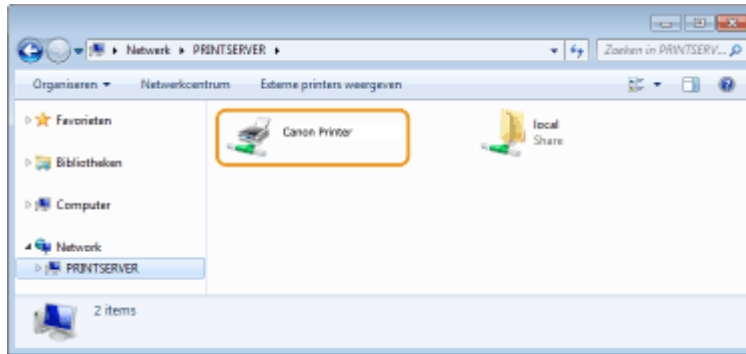 Netwerk ▸ PRINTSERVER ▸
Zoeken in PRINTSERV...
Organiseren Netwerkcentrum Externe printers weergeven
Favorieten
Bibliotheken
Computer
Network
PRINTSERVER
Canon Printer
local
Share
2 items